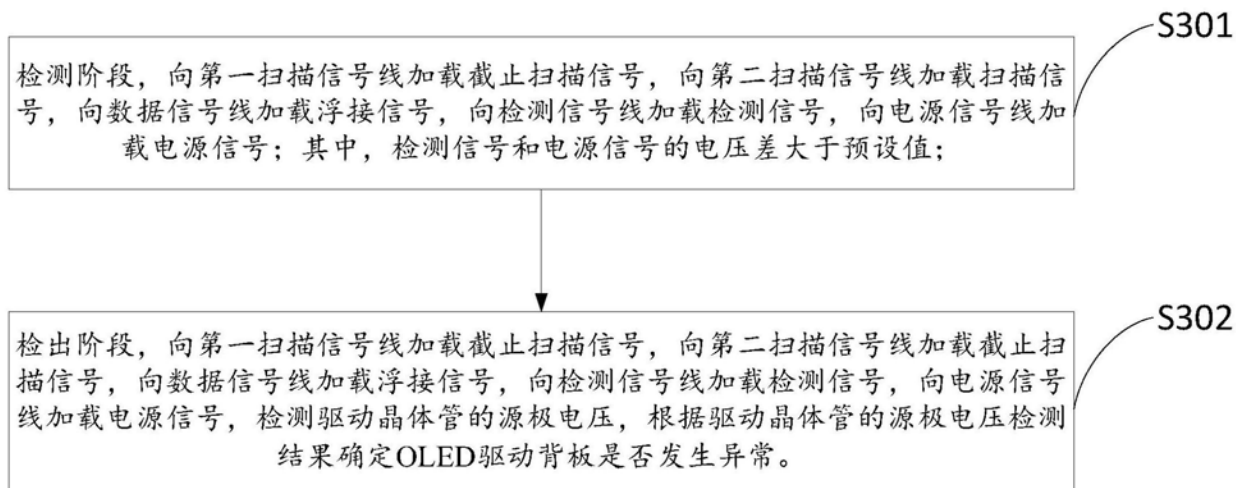 S301
检测阶段，向第一扫描信号线加载截止扫描信号，向第二扫描信号线加载扫描信
号，向数据信号线加载浮接信号，向检测信号线加载检测信号，向电源信号线加
载电源信号；其中，检测信号和电源信号的电压差大于预设值；
S302
检出阶段，向第一扫描信号线加载截止扫描信号，向第二扫描信号线加载截止扫
描信号，向数据信号线加载浮接信号，向检测信号线加载检测信号，向电源信号
线加载电源信号，检测驱动晶体管的源极电压，根据驱动晶体管的源极电压检测
结果确定OLED驱动背板是否发生异常。